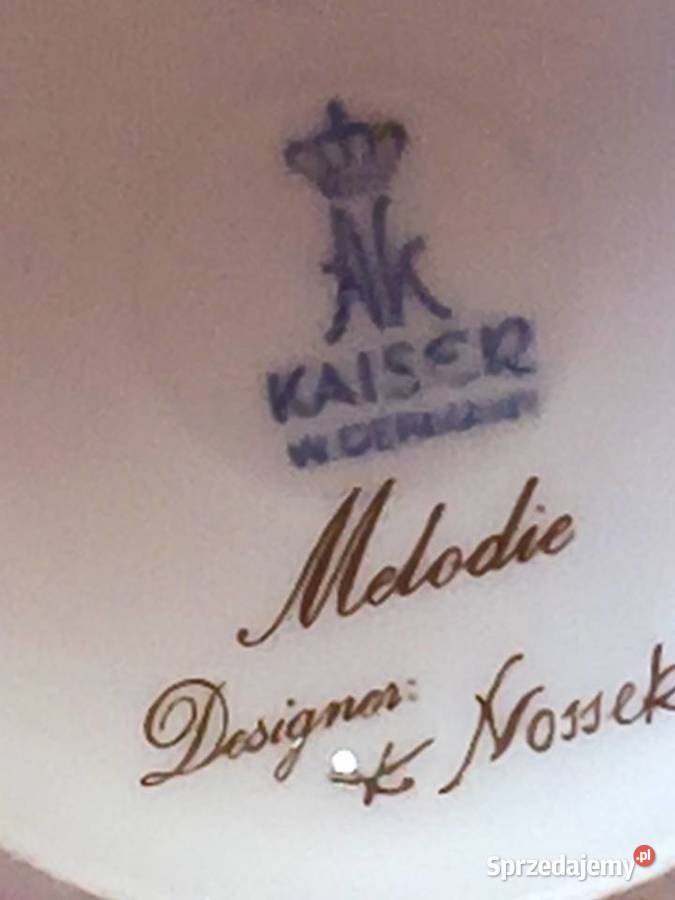 AK
KAISER
W.GERMANY
Melodie
Designer:
K Nossek
Sprzedajemy.pl